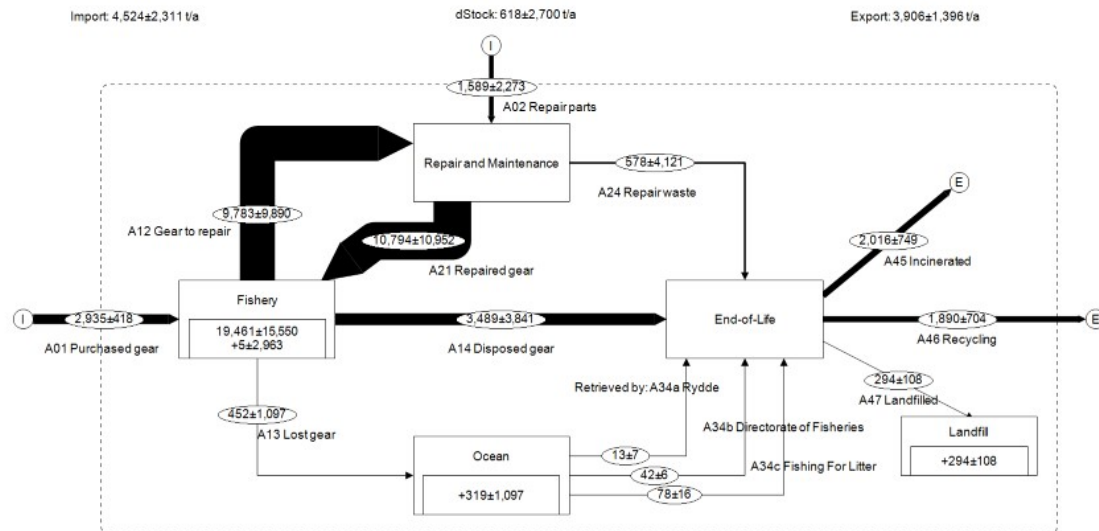 Import: 4,524±2,311 t/a
dStock: 618±2,700 t/a
Export: 3,906±1,396 t/a
I
1,589±2,273
A02 Repair parts
Repair and Maintenance
578±4,121
A24 Repair waste
E
9,783±9,890
A12 Gear to repair
10,794±10,952
A21 Repaired gear
2,016±749
A45 Incinerated
Fishery
19,461±15,550
+5±2,963
End-of-Life
I
2,935±418
A01 Purchased gear
3,489±3,841
A14 Disposed gear
1,890±704
E
A46 Recycling
Retrieved by: A34a Rydde
294±108
A47 Landfilled
452±1,097
A13 Lost gear
A34b Directorate of Fisheries
Landfill
+294±108
Ocean
+319±1,097
13±7
A34c Fishing For Litter
42±6
78±16